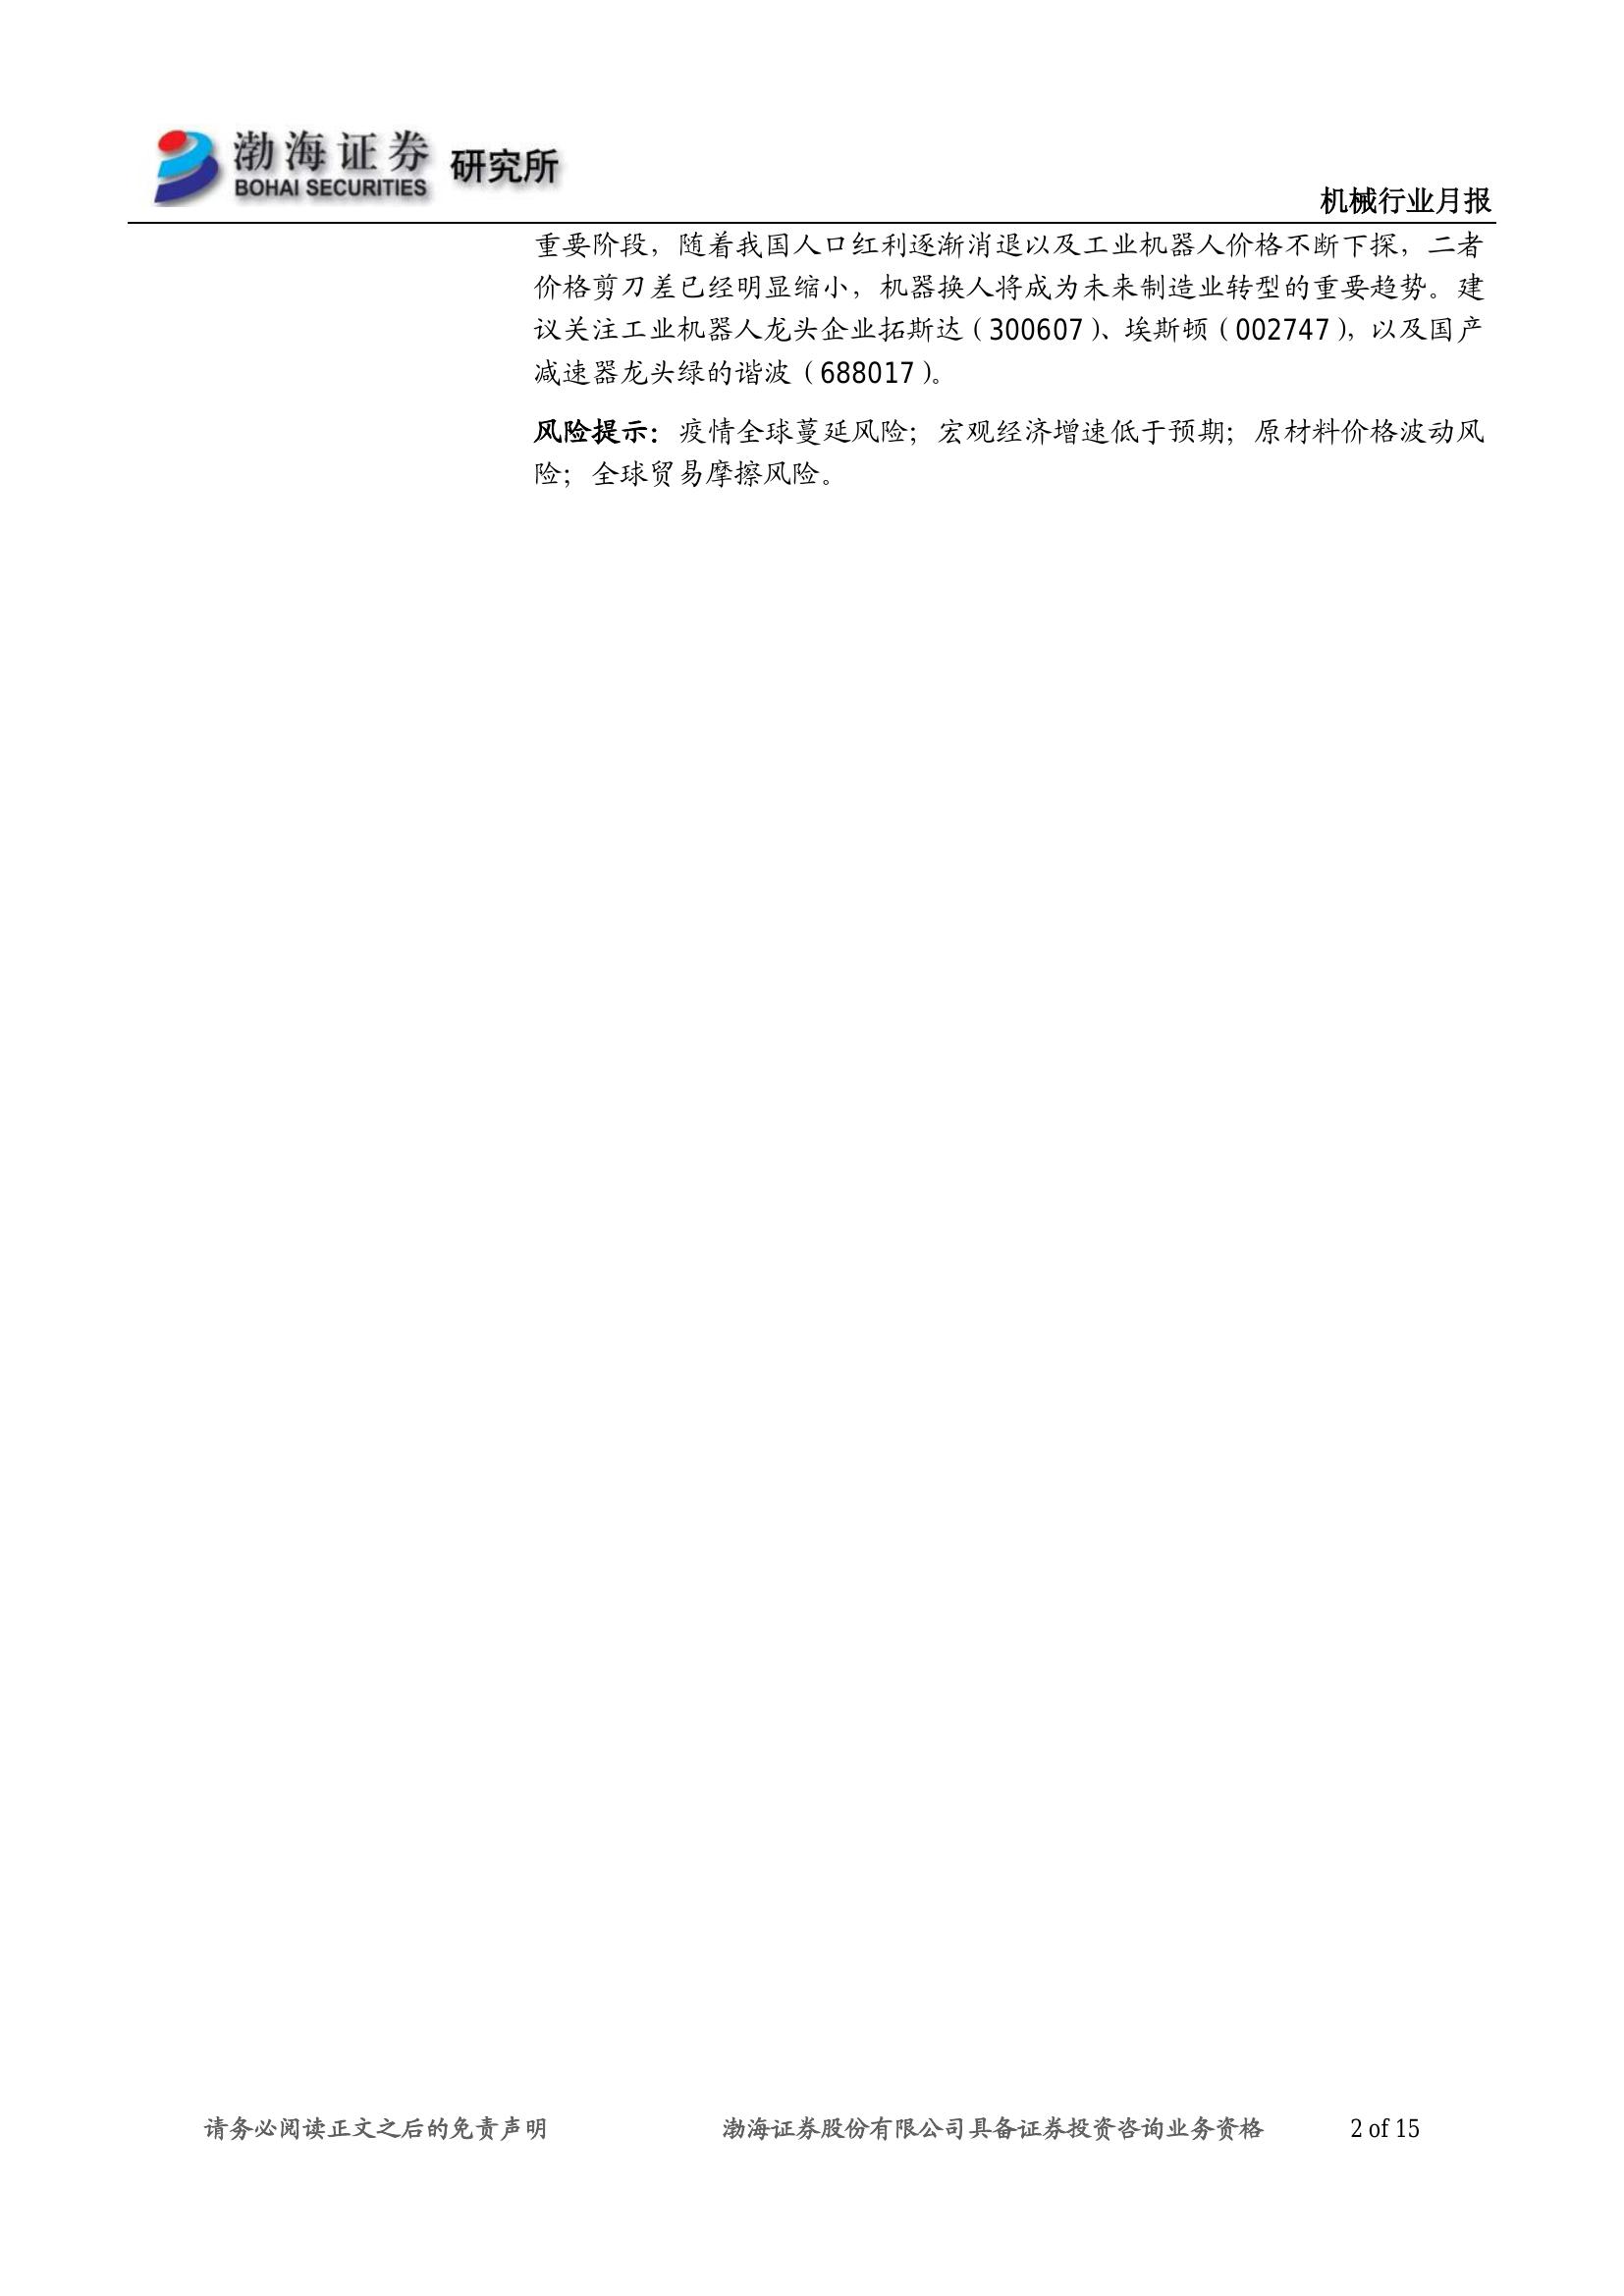 渤海证券 研究所
BOHAI SECURITIES
机械行业月报
重要阶段，随着我国人口红利逐渐消退以及工业机器人价格不断下探，二者
价格剪刀差已经明显缩小，机器换人将成为未来制造业转型的重要趋势。建
议关注工业机器人龙头企业拓斯达（300607）、埃斯顿（002747），以及国产
减速器龙头绿的谐波（688017）。
风险提示：疫情全球蔓延风险；宏观经济增速低于预期；原材料价格波动风
险；全球贸易摩擦风险。
请务必阅读正文之后的免责声明 渤海证券股份有限公司具备证券投资咨询业务资格 2 of 15